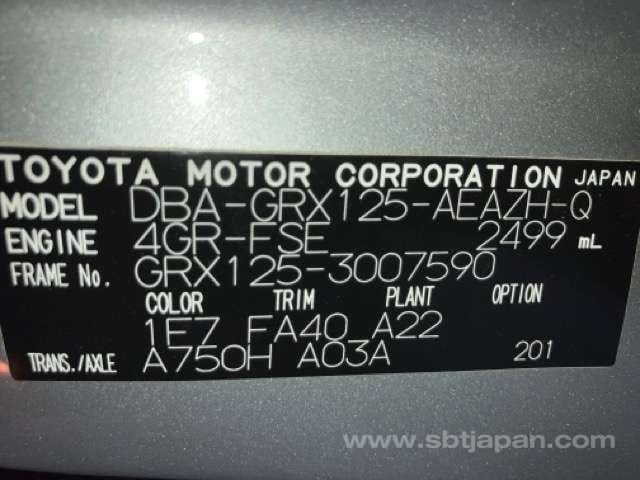 TOYOTA MOTOR CORPORATION JAPAN
MODEL DBA-GRX125-AEAZH-Q
ENGINE 4GR-FSE 2499 mL
FRAME No. GRX125-3007590
COLOR TRIM PLANT OPTION
1E7 FA40 A22
TRANS./AXLE A750H A03A 201
www.sbtjapan.com